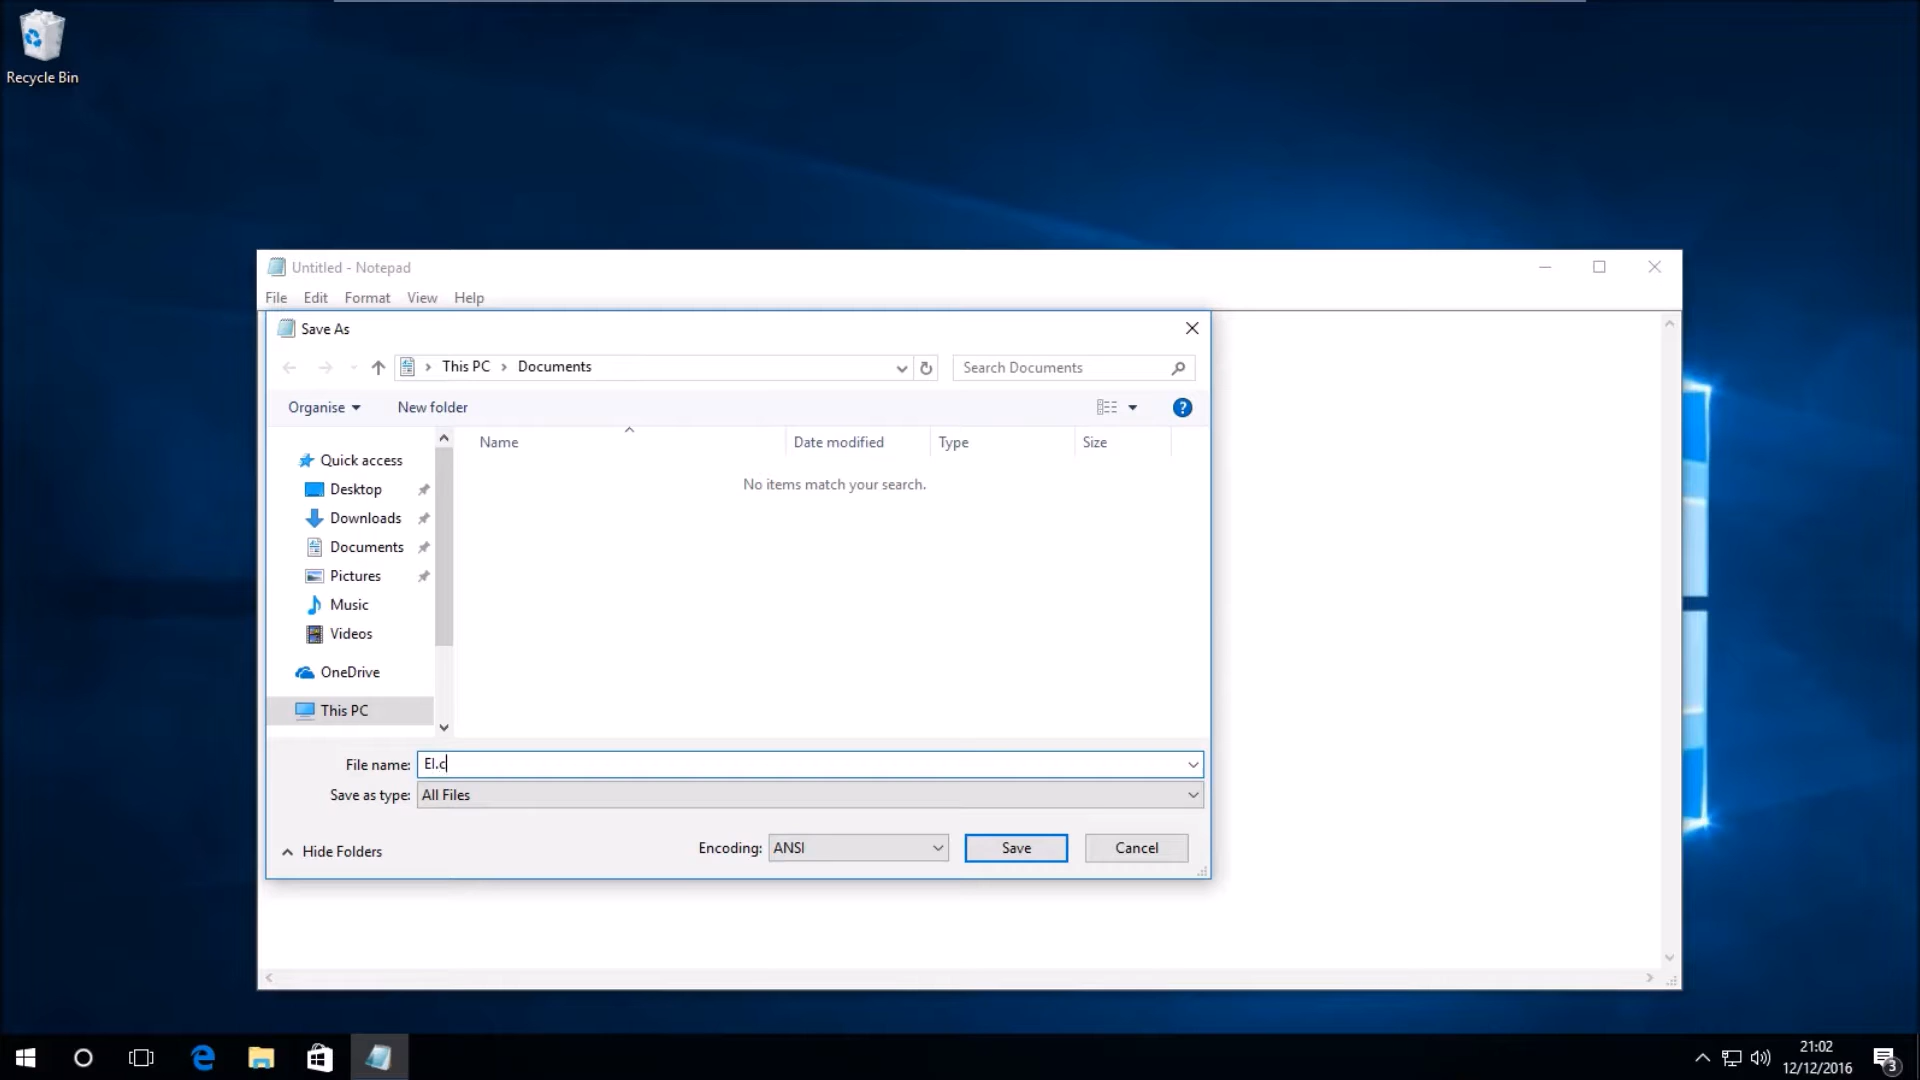 Recycle Bin
Untitled - Notepad
File Edit Format View Help
Save As
This PC Documents
Search Documents
Organise New folder
?
Name Date modified Type Size
No items match your search.
Quick access
Desktop
Downloads
Documents
Pictures
Music
Videos
OneDrive
This PC
File name: El.c
Save as type: All Files
Hide Folders
Encoding: ANSI
Save
Cancel
21:02
12/12/2016
3